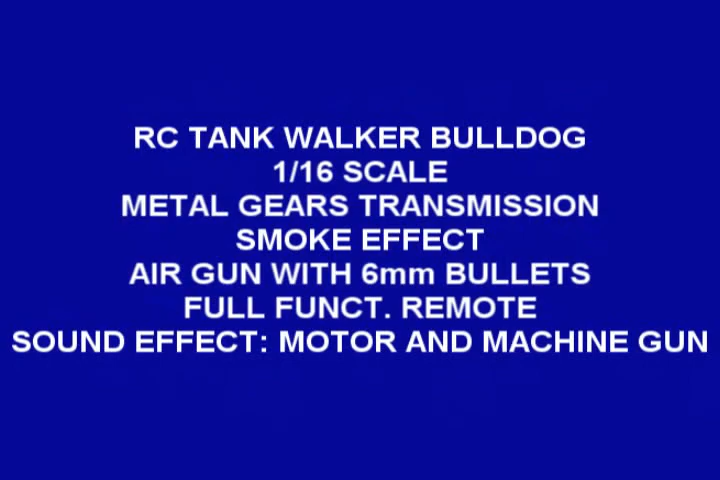 RC TANK WALKER BULLDOG
1/16 SCALE
METAL GEARS TRANSMISSION
SMOKE EFFECT
AIR GUN WITH 6mm BULLETS
FULL FUNCT. REMOTE
SOUND EFFECT: MOTOR AND MACHINE GUN